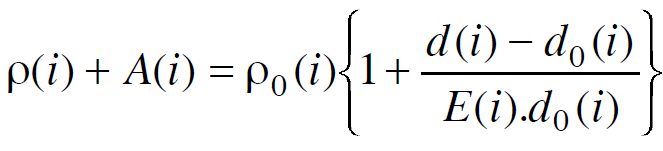 ρ(i) + A(i) = ρ₀(i){1 + (d(i) − d₀(i))/(E(i).d₀(i))}